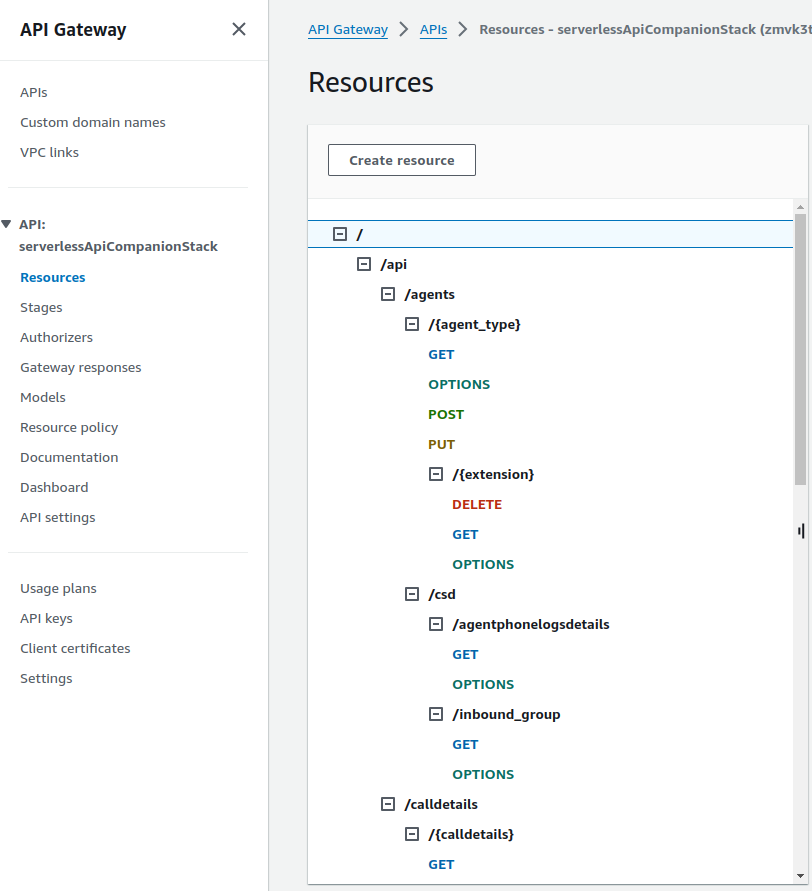 API Gateway
APIs
Custom domain names
VPC links
API:
serverlessApiCompanionStack
Resources
Stages
Authorizers
Gateway responses
Models
Resource policy
Documentation
Dashboard
API settings
Usage plans
API keys
Client certificates
Settings
API Gateway > APIs > Resources - serverlessApiCompanionStack (zmvk3t
Resources
Create resource
/
/api
/agents
/{agent_type}
GET
OPTIONS
POST
PUT
/{extension}
DELETE
GET
OPTIONS
/csd
/agentphonelogsdetails
GET
OPTIONS
/inbound_group
GET
OPTIONS
/calldetails
/{calldetails}
GET